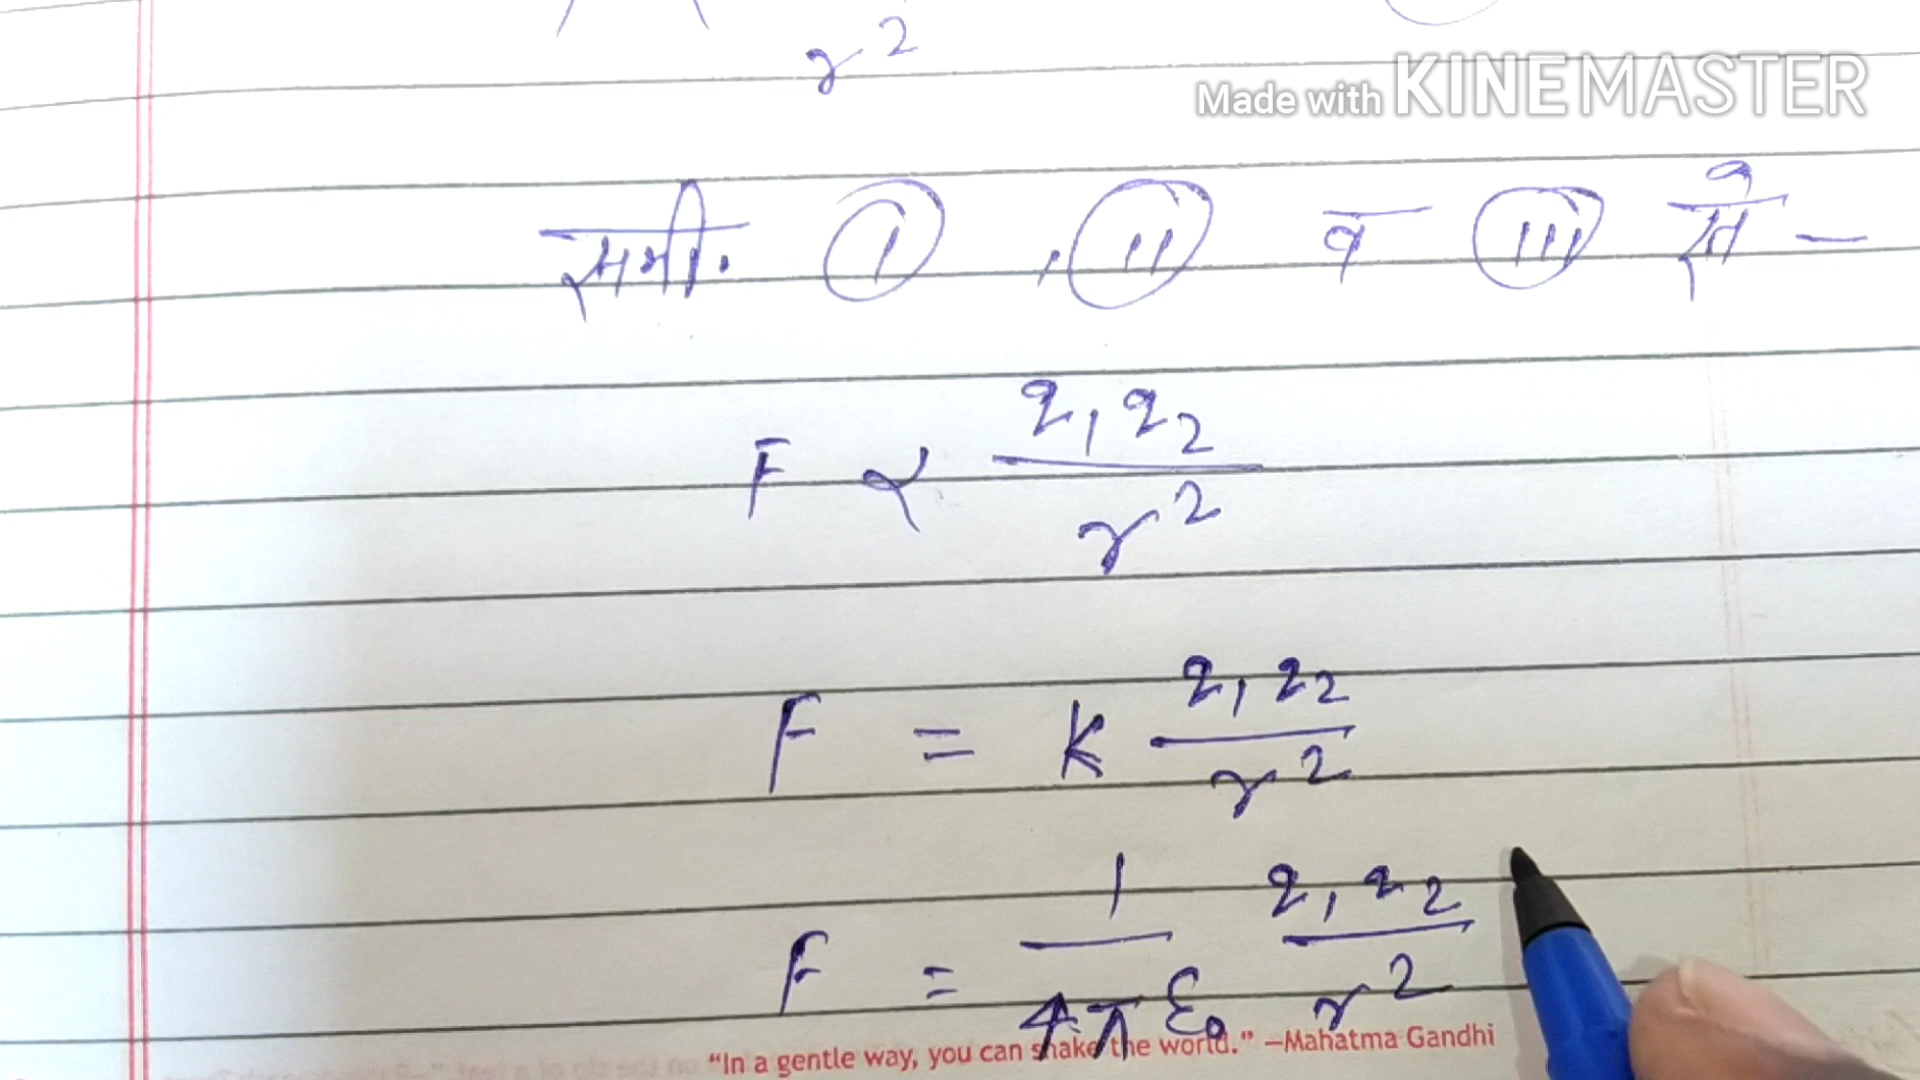 r²
Made with KINEMASTER
समी. (I), (II) व (III) से –
F ∝ q₁q₂ / r²
F = K q₁q₂ / r²
F = 1 / 4πε₀ q₁q₂ / r²
“In a gentle way, you can shake the world.” –Mahatma Gandhi